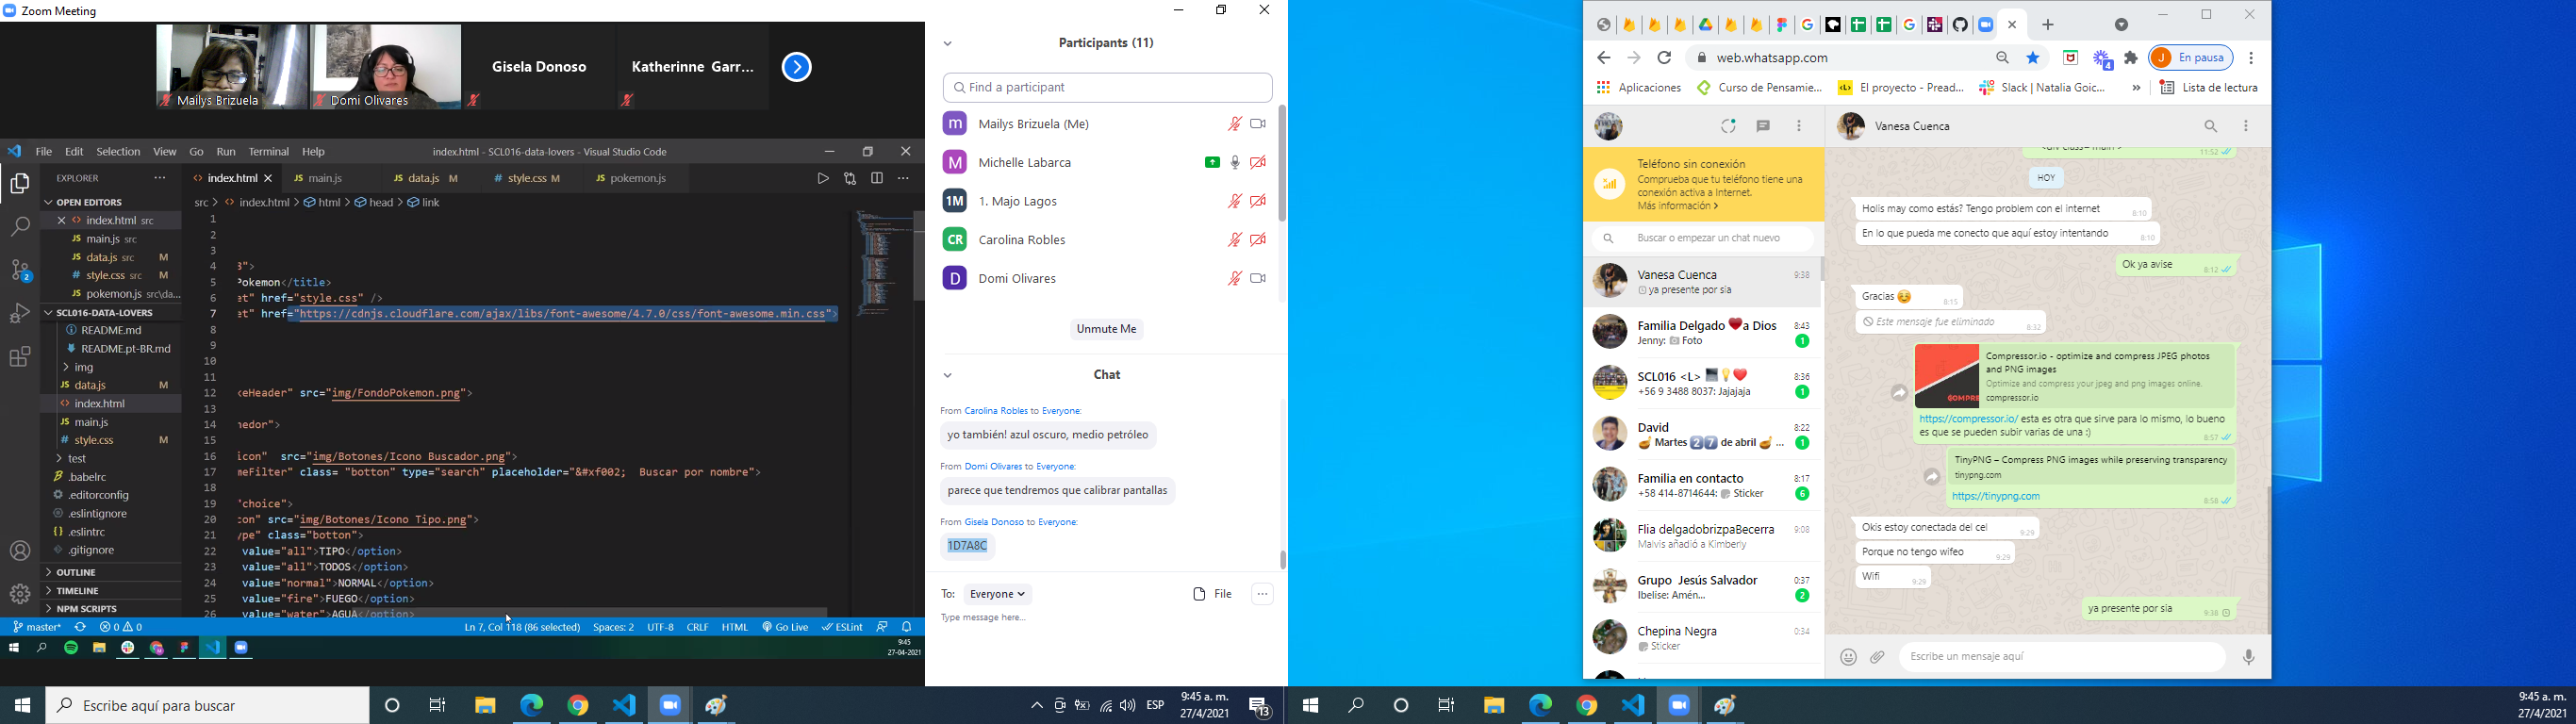 Zoom Meeting
Mailys Brizuela
Domi Olivares
Gisela Donoso
Katherinne Garr...
File Edit Selection View Go Run Terminal Help
index.html - SCL016-data-lovers - Visual Studio Code
EXPLORER
index.html
main.js
data.js M
style.css M
pokemon.js
src > index.html > html > head > link
OPEN EDITORS
index.html src
main.js src
data.js src M
style.css src M
pokemon.js src\da...
SCL016-DATA-LOVERS
README.md
README.pt-BR.md
img
data.js M
index.html
main.js
style.css M
test
.babelrc
.editorconfig
.eslintignore
.eslintrc
.gitignore
OUTLINE
TIMELINE
NPM SCRIPTS
1
2
3
4 3">
5 Pokemon</title>
6 et" href="style.css" />
7 et" href="https://cdnjs.cloudflare.com/ajax/libs/font-awesome/4.7.0/css/font-awesome.min.css">
8
9
10
11
12 keHeader" src="img/FondoPokemon.png">
13
14 nedor">
15
16 icon" src="img/Botones/Icono Buscador.png">
17 meFilter" class= "botton" type="search" placeholder="&#xf002; Buscar por nombre">
18
19 "choice">
20 con" src="img/Botones/Icono Tipo.png">
21 ype" class="botton">
22 value="all">TIPO</option>
23 value="all">TODOS</option>
24 value="normal">NORMAL</option>
25 value="fire">FUEGO</option>
26 value="water">AGUA</option>
master*
0 0
Ln 7, Col 118 (86 selected)
Spaces: 2
UTF-8
CRLF
HTML
Go Live
ESLint
9:45
27-04-2021
Participants (11)
Find a participant
m Mailys Brizuela (Me)
M Michelle Labarca
1M 1. Majo Lagos
CR Carolina Robles
D Domi Olivares
Unmute Me
Chat
From Carolina Robles to Everyone:
yo también! azul oscuro, medio petróleo
From Domi Olivares to Everyone:
parece que tendremos que calibrar pantallas
From Gisela Donoso to Everyone:
1D7A8C
To: Everyone
File
Type message here...
Escribe aquí para buscar
ESP
9:45 a. m.
27/4/2021
13
web.whatsapp.com
4
J En pausa
Aplicaciones
Curso de Pensamie...
El proyecto - Pread...
Slack | Natalia Goic...
»
Lista de lectura
Teléfono sin conexión
Comprueba que tu teléfono tiene una
conexión activa a Internet.
Más información
Buscar o empezar un chat nuevo
Vanesa Cuenca 9:38
ya presente por sia
Familia Delgado ❤a Dios 8:43
Jenny: Foto 1
SCL016 <L> 8:36
+56 9 3488 8037: Jajajaja 1
David 8:22
Martes 27 de abril ... 1
Familia en contacto 8:17
+58 414-8714644: Sticker 6
Flia delgadobrizpaBecerra 9:08
Malvis añadió a Kimberly
Grupo Jesús Salvador 0:37
Ibelise: Amén... 2
Chepina Negra 0:34
Sticker
Vanesa Cuenca
11:52
HOY
Holis may como estás? Tengo problem con el internet 8:10
En lo que pueda me conecto que aquí estoy intentando 8:10
Ok ya avise 8:12
Gracias 8:15
Este mensaje fue eliminado 8:32
Compressor.io - optimize and compress JPEG photos
and PNG images
Optimize and compress your jpeg and png images online.
compressor.io
https://compressor.io/ esta es otra que sirve para lo mismo, lo bueno
es que se pueden subir varias de una :) 8:57
TinyPNG – Compress PNG images while preserving transparency
tinypng.com
https://tinypng.com 8:58
Okis estoy conectada del cel 9:29
Porque no tengo wifeo 9:29
Wifi 9:29
ya presente por sia 9:38
Escribe un mensaje aquí
9:45 a. m.
27/4/2021